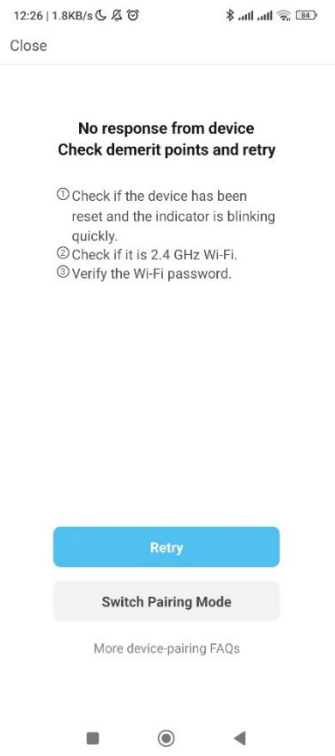 12:26 | 1.8KB/s
84
Close
No response from device
Check demerit points and retry
① Check if the device has been
reset and the indicator is blinking
quickly.
② Check if it is 2.4 GHz Wi-Fi.
③ Verify the Wi-Fi password.
Retry
Switch Pairing Mode
More device-pairing FAQs